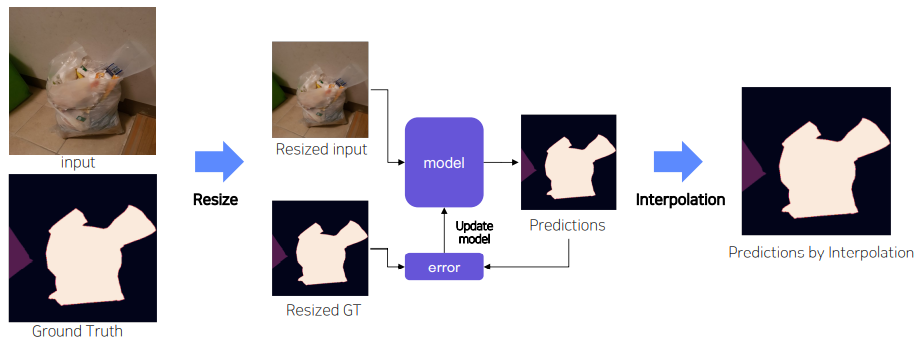 input
Ground Truth
Resize
Resized input
Resized GT
model
Update
model
error
Predictions
Interpolation
Predictions by Interpolation